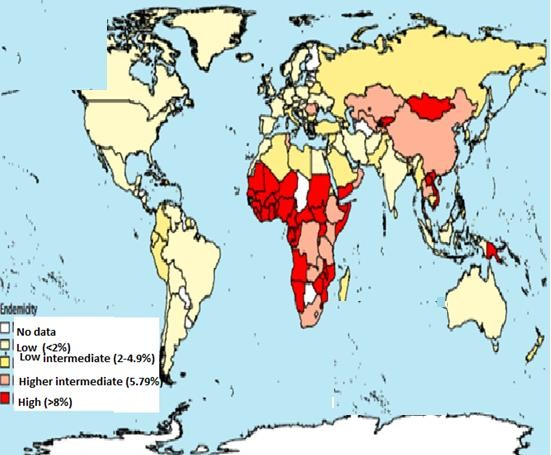 Endemicity
No data
Low (<2%)
Low intermediate (2-4.9%)
Higher intermediate (5.79%)
High (>8%)